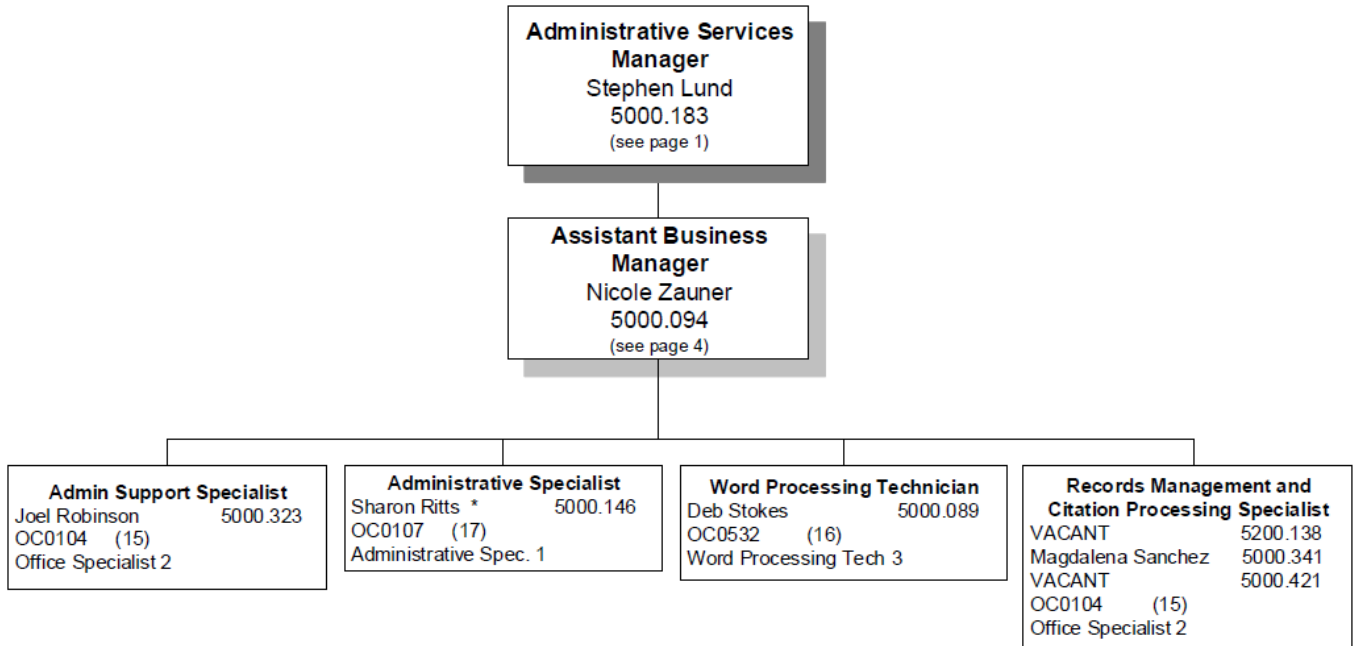 Administrative Services
Manager
Stephen Lund
5000.183
(see page 1)
Assistant Business
Manager
Nicole Zauner
5000.094
(see page 4)
Admin Support Specialist
Joel Robinson 5000.323
OC0104 (15)
Office Specialist 2
Administrative Specialist
Sharon Ritts * 5000.146
OC0107 (17)
Administrative Spec. 1
Word Processing Technician
Deb Stokes 5000.089
OC0532 (16)
Word Processing Tech 3
Records Management and
Citation Processing Specialist
VACANT 5200.138
Magdalena Sanchez 5000.341
VACANT 5000.421
OC0104 (15)
Office Specialist 2